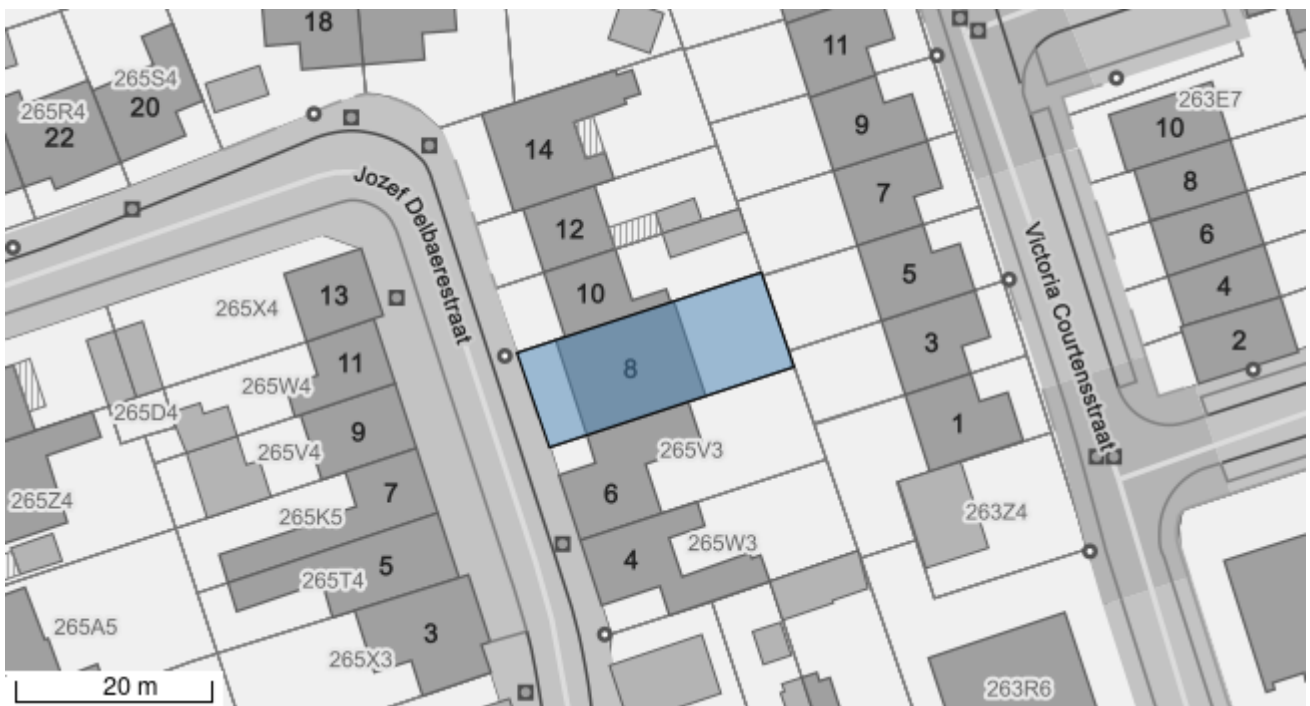 18
11
265S4
20
265R4
22
263E7
10
9
14
8
7
Jozef Delbaerestraat
12
6
Victoria Courtensstraat
5
4
10
13
265X4
3
2
11
8
265W4
265D4
1
9
265V4
265V3
7
6
265Z4
263Z4
265K5
265W3
4
5
265T4
265A5
3
265X3
20 m
263R6